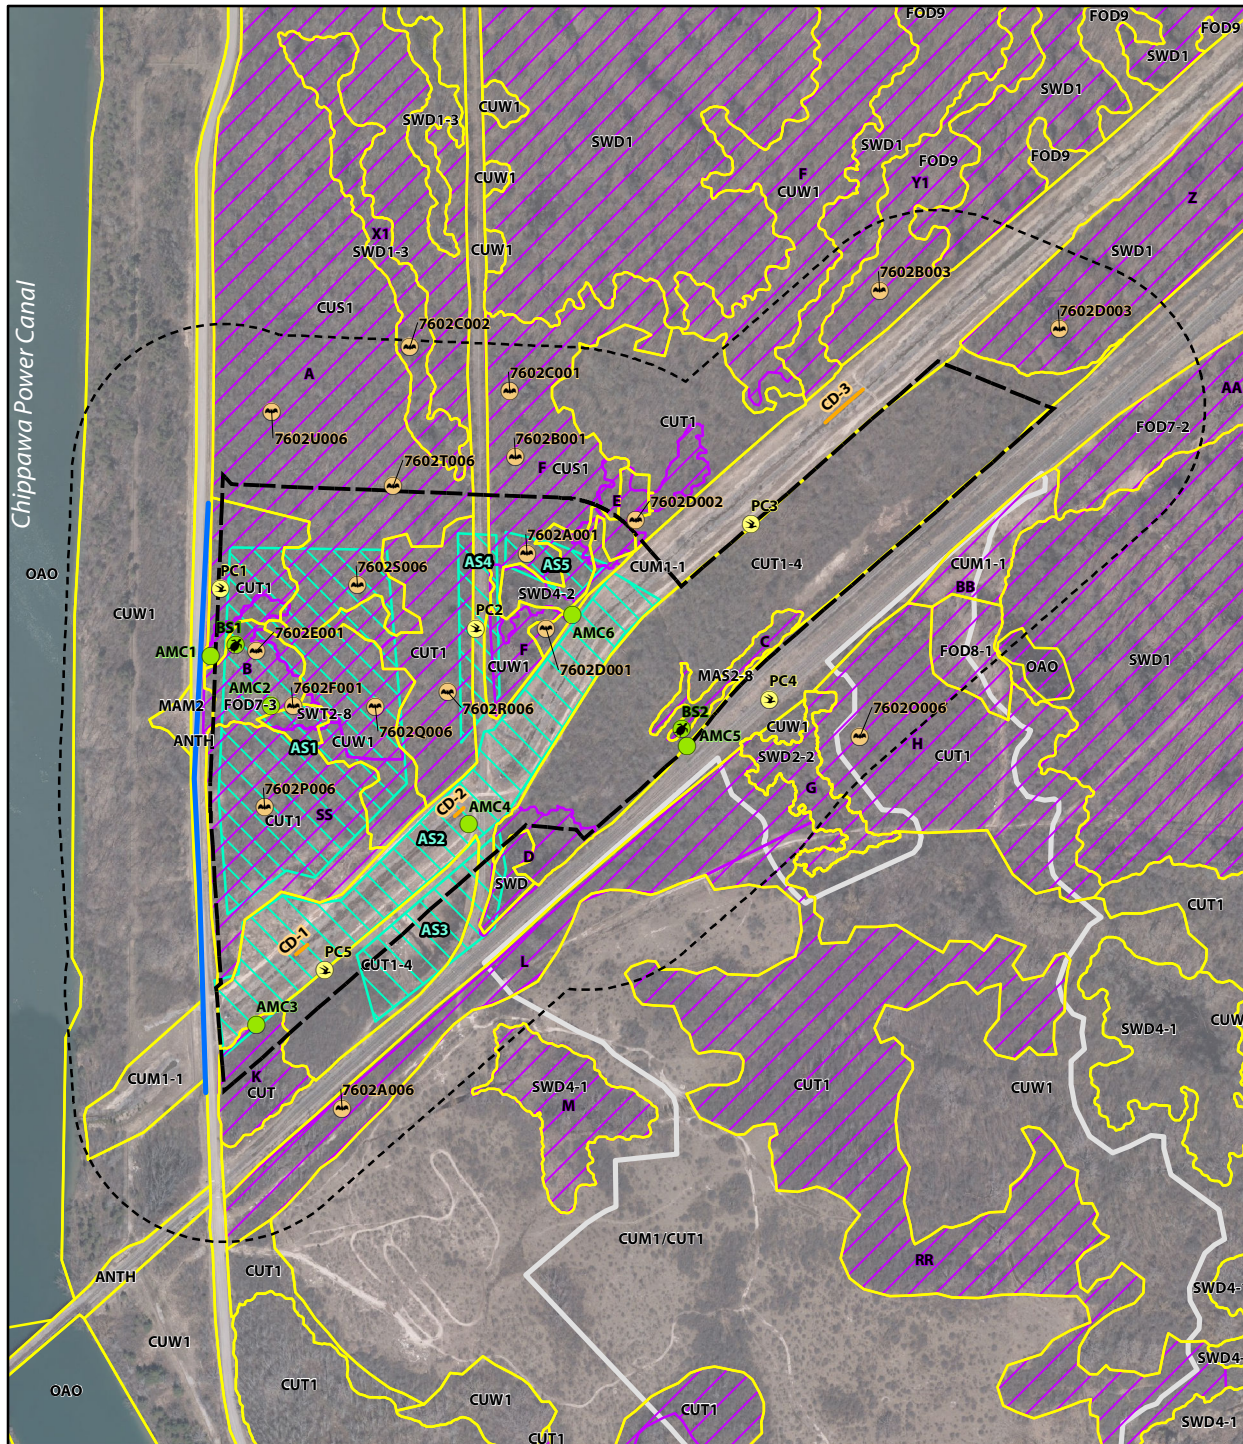 FOD9
FOD9
FOD9
SWD1
CUW1
SWD1-3
SWD1
SWD1
FOD9
SWD1
FOD9
F
CUW1
Y1
CUW1
Z
X1
SWD1-3
CUW1
SWD1
7602B003
Chippawa Power Canal
CUS1
7602C002
7602D003
A
7602C001
CD-3
AA
7602U006
CUT1
FOD7-2
7602B001
7602T006
F CUS1
E
7602D002
PC3
7602A001
AS4
AS5
CUM1-1
CUT1-4
CUM1-1
OAO
PC1
CUT1
7602S006
SWD4-2
BB
CUW1
BS1
PC2
AMC6
7602E001
C
AMC1
B
CUT1
CUW1
F
7602D001
MAS2-8
FOD8-1
OAO
SWD1
AMC2
7602F001
PC4
MAM2
FOD7-3
SWT2-8
7602R006
BS2
7602O006
ANTH
AS1
CUW1
7602Q006
AMC5
CUW1
H
SWD2-2
CUT1
G
7602P006
CD-2
AMC4
CUT1
SS
AS2
D
SWD
CUT1
AS3
CD-1
PC5
CUT1-4
L
AMC3
SWD4-1
CUW
CUM1-1
K
CUT
7602A006
SWD4-1
M
CUT1
CUW1
CUM1/CUT1
RR
ANTH
CUT1
SWD4-
CUW1
SWD4-
OAO
CUT1
CUW1
CUT1
SWD4-1
CUT1